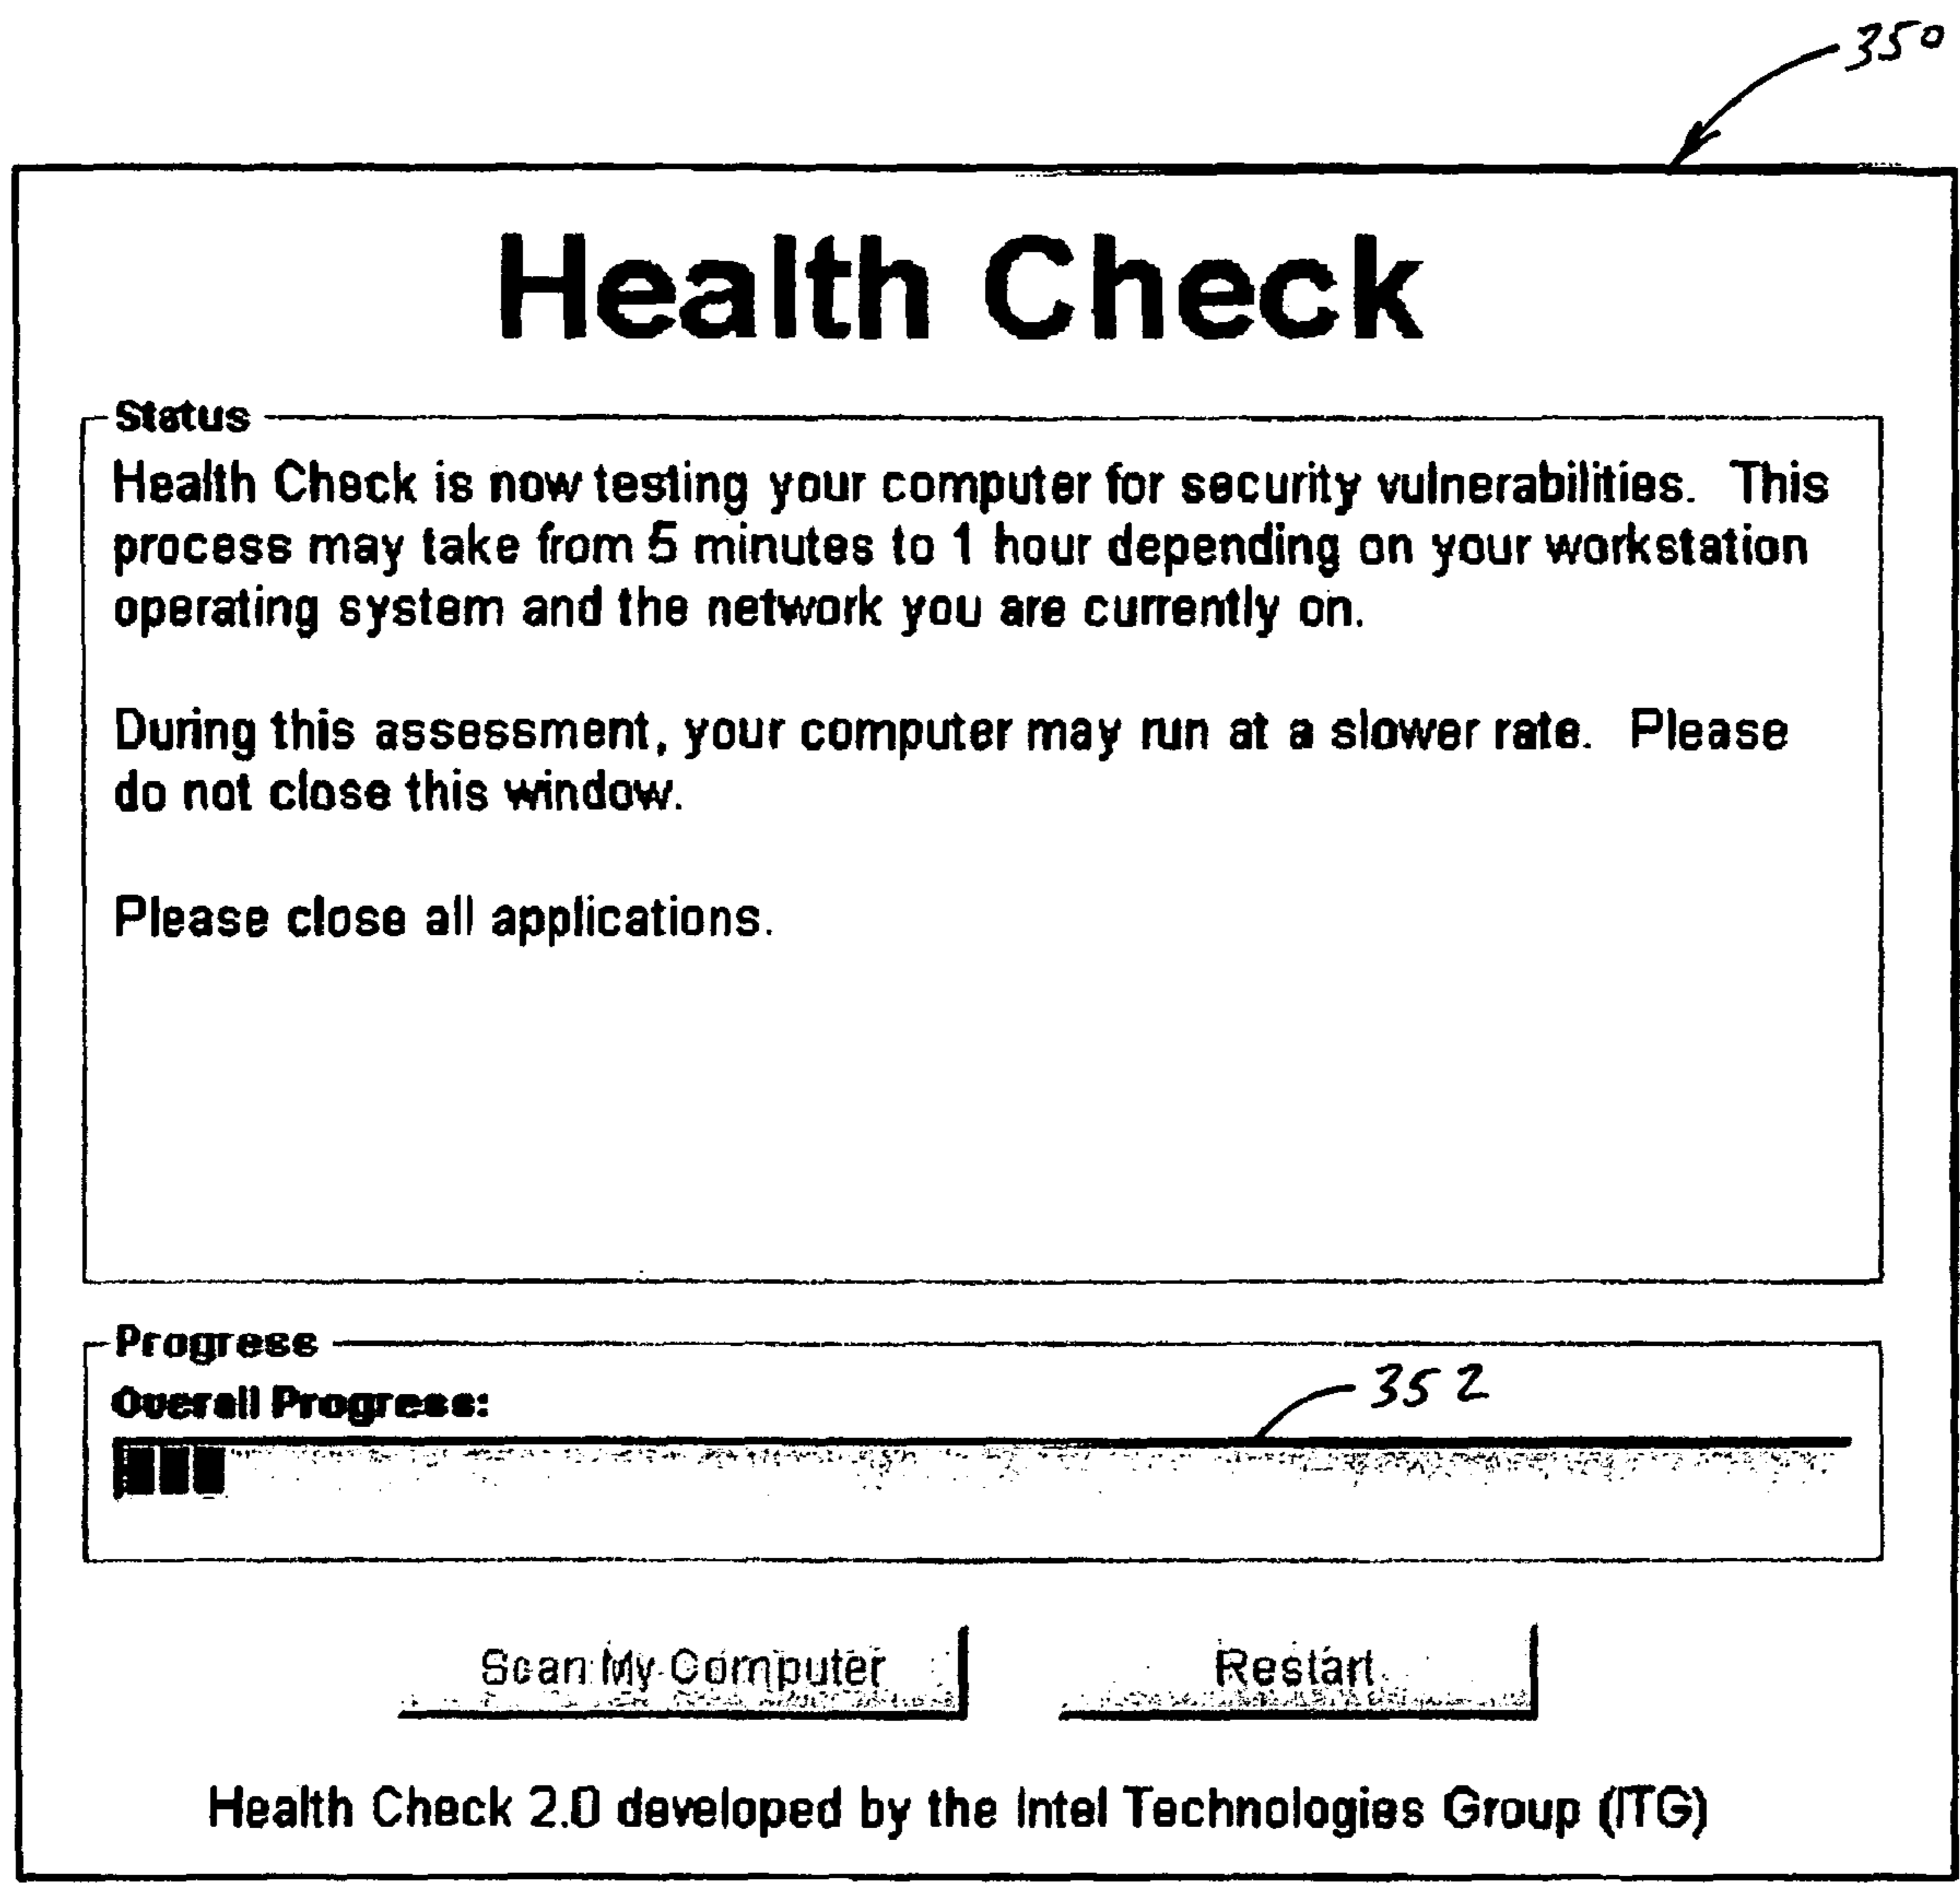 350
Health Check
Status
Health Check is now testing your computer for security vulnerabilities.  This
process may take from 5 minutes to 1 hour depending on your workstation
operating system and the network you are currently on.
During this assessment, your computer may run at a slower rate.  Please
do not close this window.
Please close all applications.
Progress
352
Overall Progress:
Scan My Computer
Restart
Health Check 2.0 developed by the Intel Technologies Group (ITG)